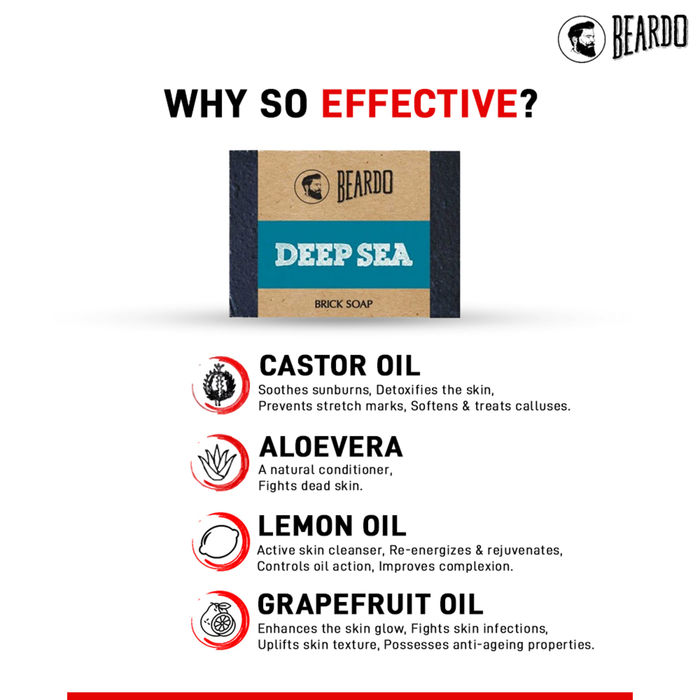 BEARDO
WHY SO EFFECTIVE?
BEARDO
DEEP SEA
BRICK SOAP
CASTOR OIL
Soothes sunburns, Detoxifies the skin,
Prevents stretch marks, Softens & treats calluses.
ALOEVERA
A natural conditioner,
Fights dead skin.
LEMON OIL
Active skin cleanser, Re-energizes & rejuvenates,
Controls oil action, Improves complexion.
GRAPEFRUIT OIL
Enhances the skin glow, Fights skin infections,
Uplifts skin texture, Possesses anti-ageing properties.